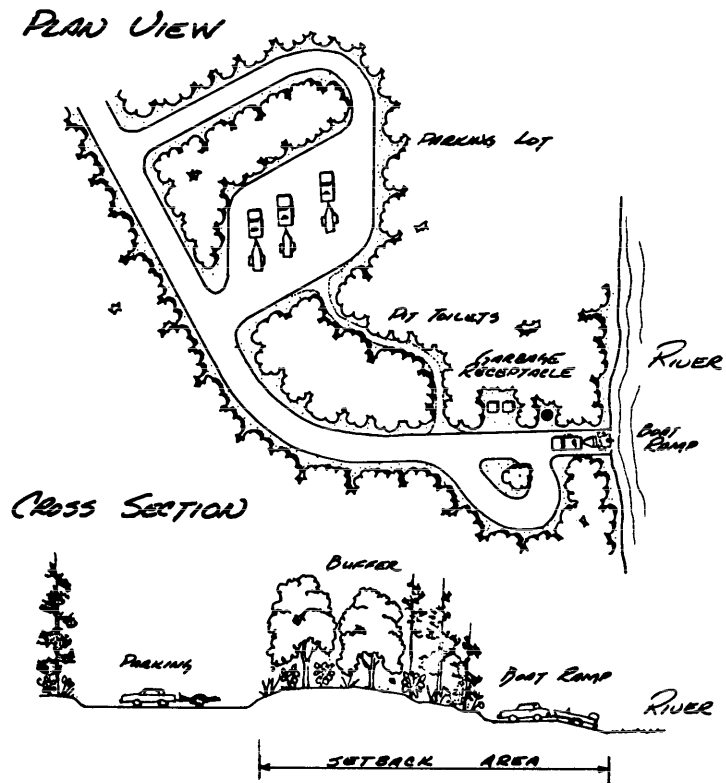 PLAN VIEW
PARKING LOT
PIT TOILETS
GARBAGE
RECEPTACLE
RIVER
BOAT
RAMP
CROSS SECTION
BUFFER
PARKING
BOAT RAMP
RIVER
SETBACK AREA